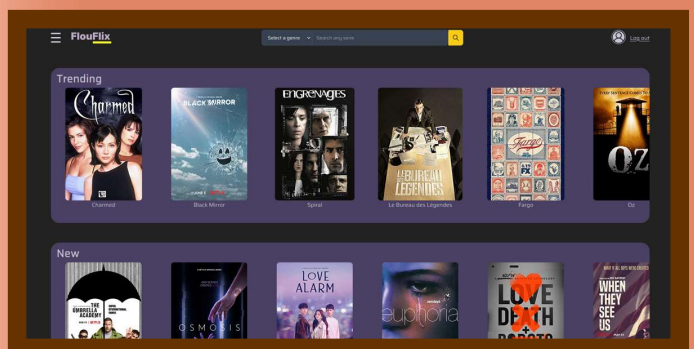 FlouFlix
Select a genre
Search any serie
Log out
Trending
Charmed
BLACK MIRROR
ENGRENAGES
LE BUREAU
LÉGENDES
Fargo
OZ
Charmed
Black Mirror
Spiral
Le Bureau des Légendes
Fargo
Oz
New
THE
UMBRELLA
ACADEMY
OSMOSIS
LOVE
ALARM
euphoria
LOVE
DEATH
+
ROBOTS
WHEN
THEY
SEE
US